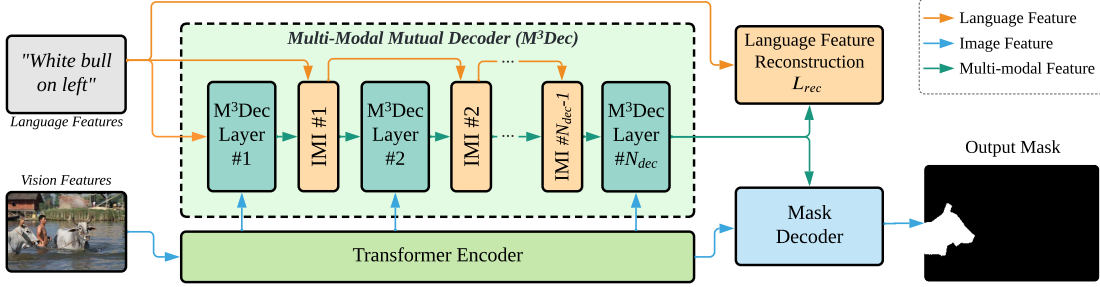 "White bull
on left"
Language Features
Vision Features
Multi-Modal Mutual Decoder (M³Dec)
M³Dec
Layer
#1
IMI #1
M³Dec
Layer
#2
IMI #2
...
...
IMI #N_dec-1
M³Dec
Layer
#N_dec
Transformer Encoder
Language Feature
Reconstruction
L_rec
Mask
Decoder
Language Feature
Image Feature
Multi-modal Feature
Output Mask